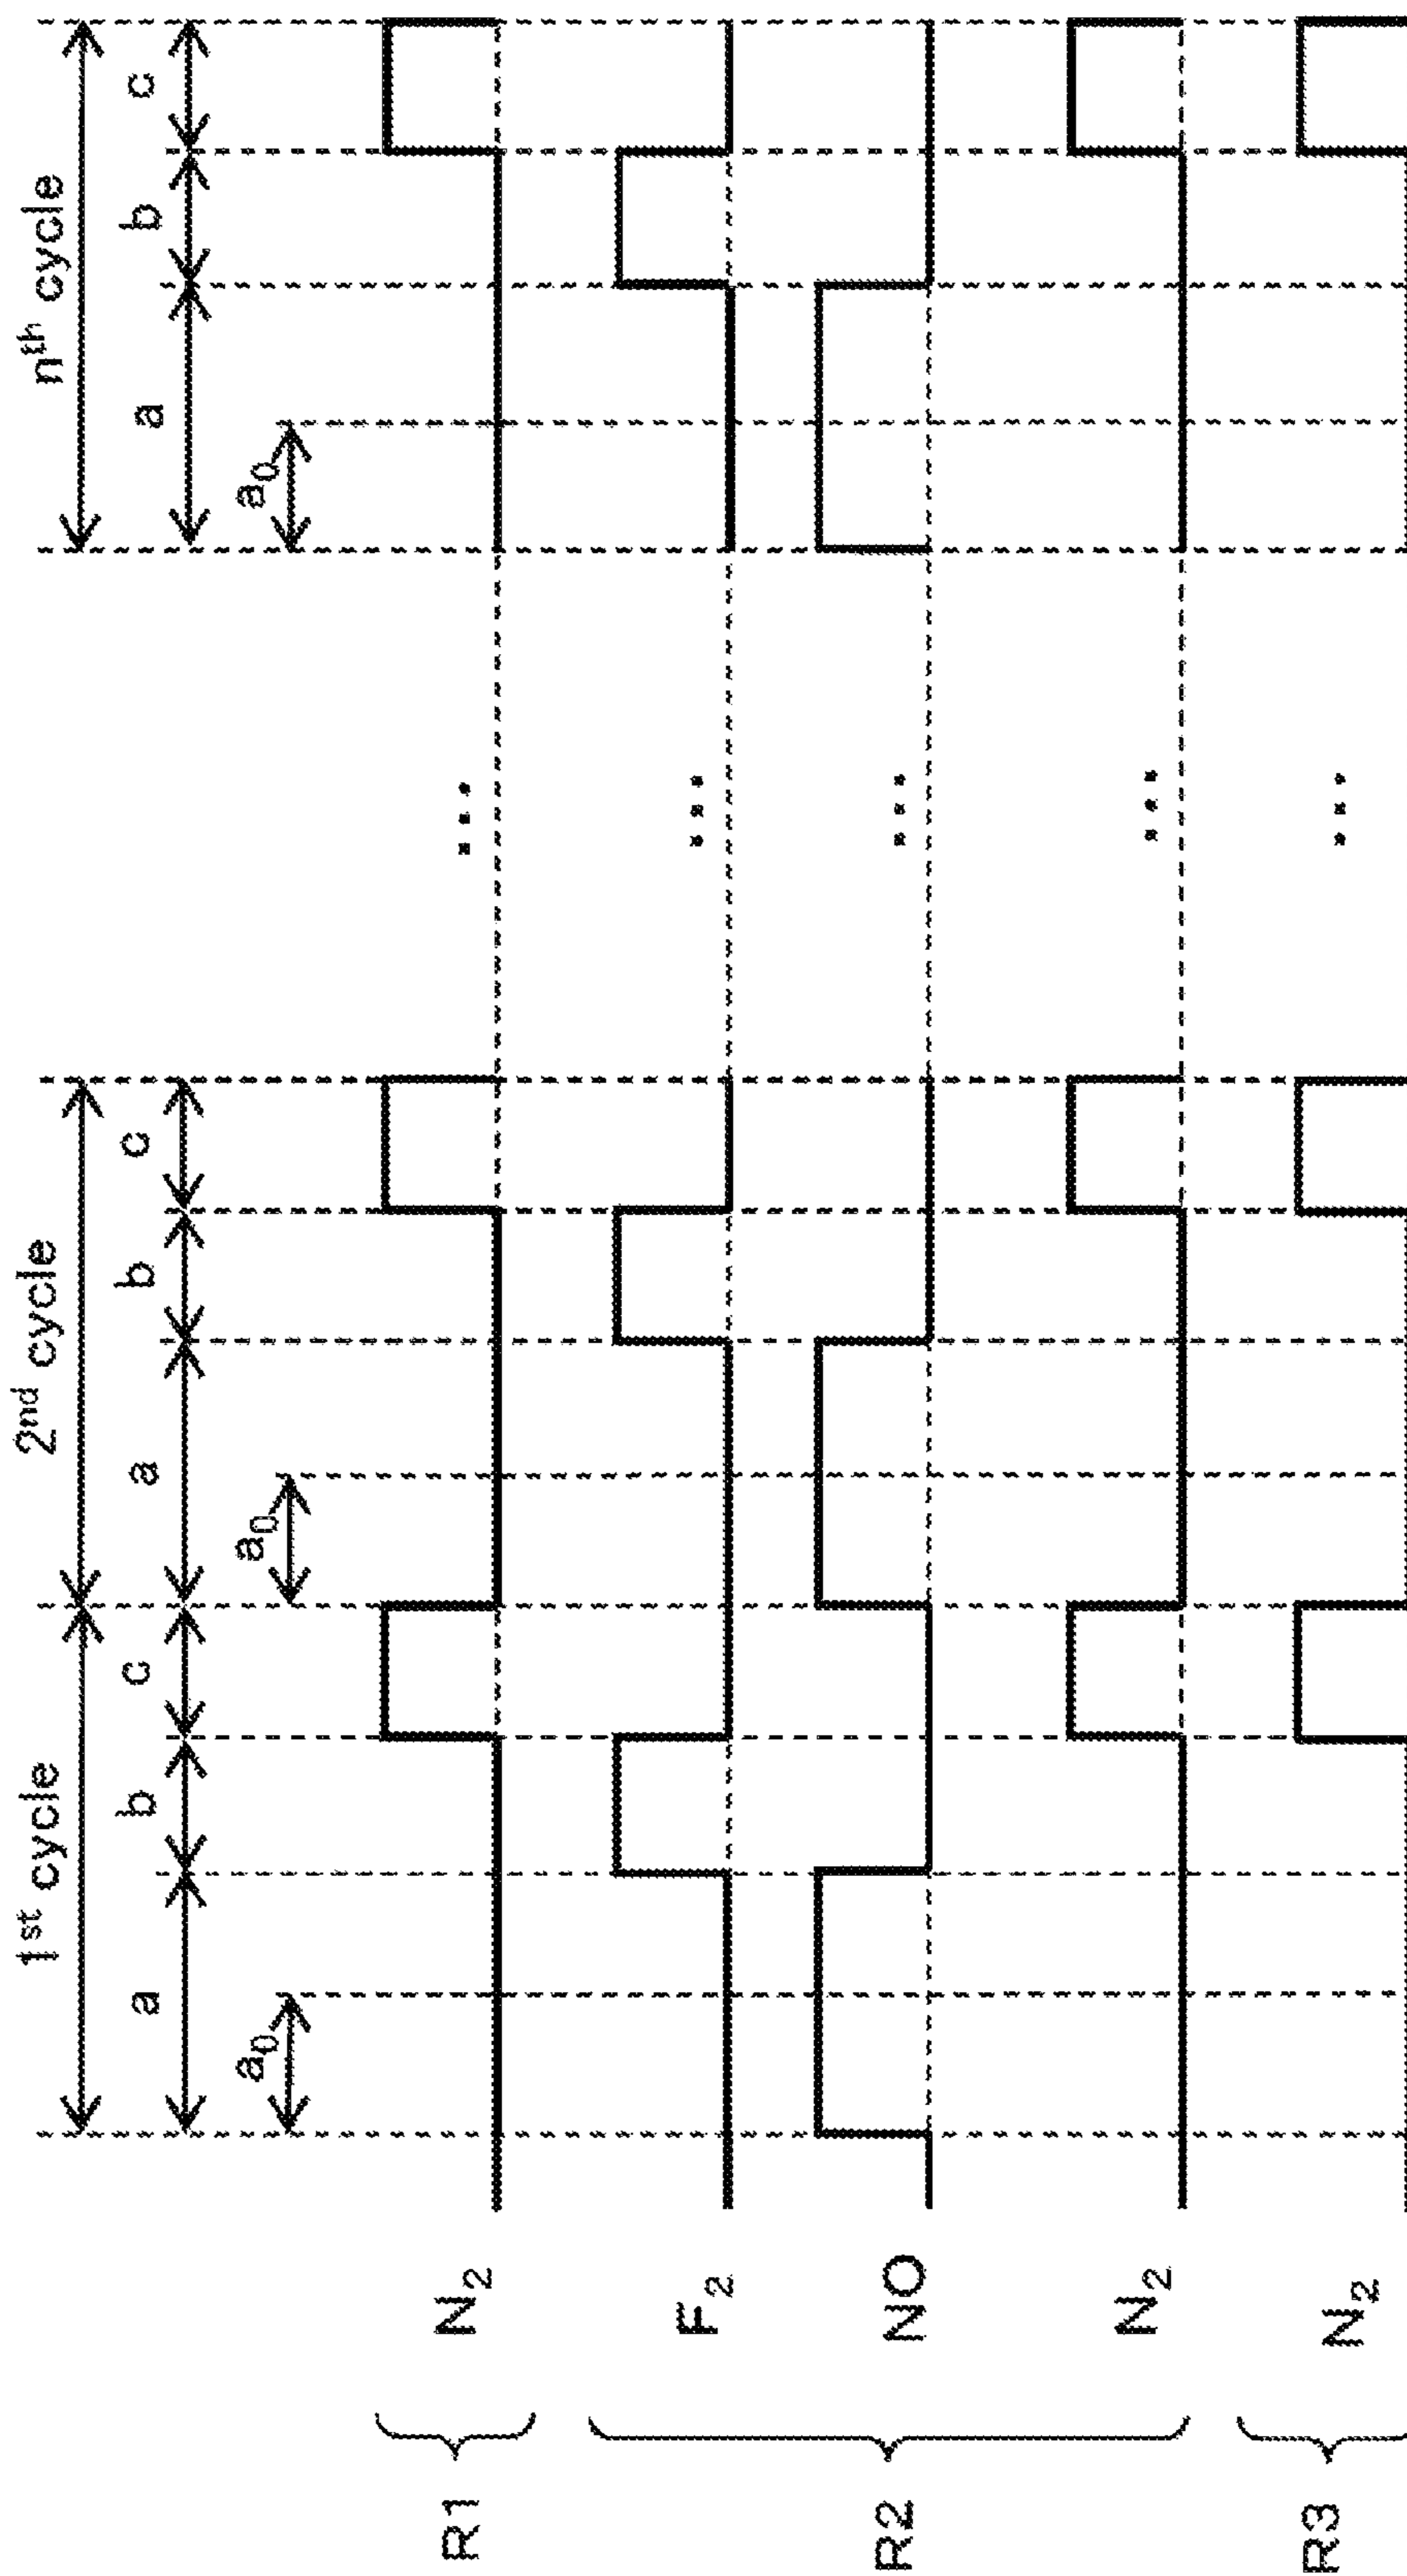 1st cycle 2nd cycle nth cycle
a b c a b c a b c
a0 a0 a0
R1 N2 ...
R2 F2 ...
NO ...
N2 ...
R3 N2 ...